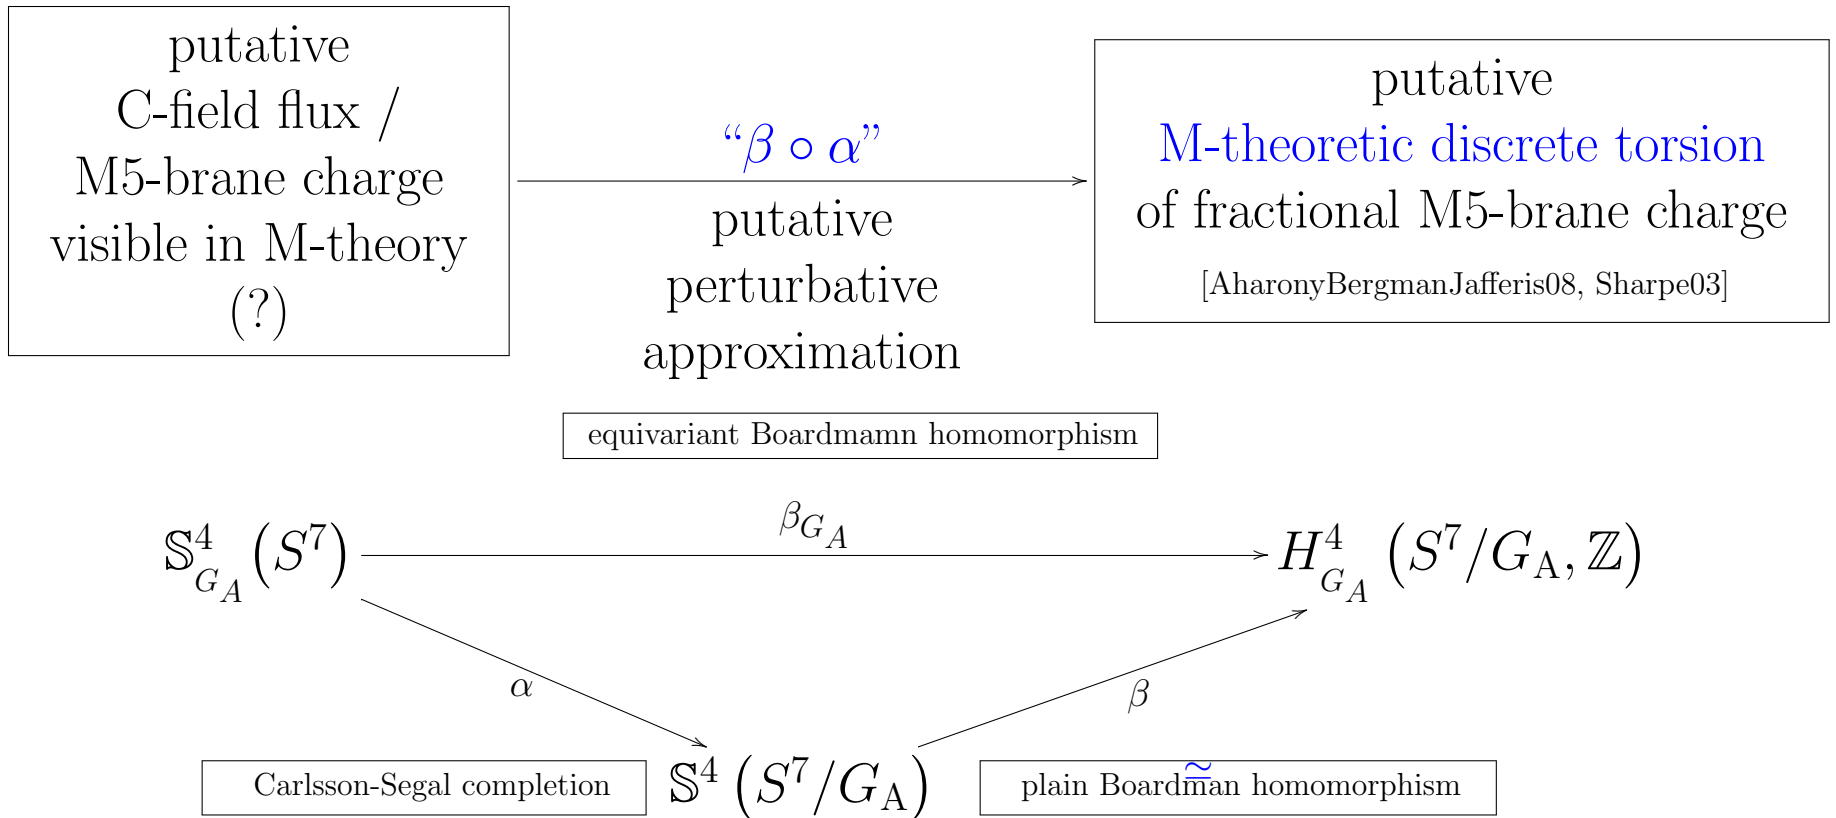 putative
C-field flux /
M5-brane charge
visible in M-theory
(?)
“β ∘ α”
putative
perturbative
approximation
putative
M-theoretic discrete torsion
of fractional M5-brane charge
[AharonyBergmanJafferis08, Sharpe03]
equivariant Boardmamn homomorphism
𝕊⁴_{G_A}(S⁷)
β_{G_A}
H⁴_{G_A}(S⁷/G_A, ℤ)
α
β
Carlsson-Segal completion
𝕊⁴(S⁷/G_A)
≃
plain Boardman homomorphism